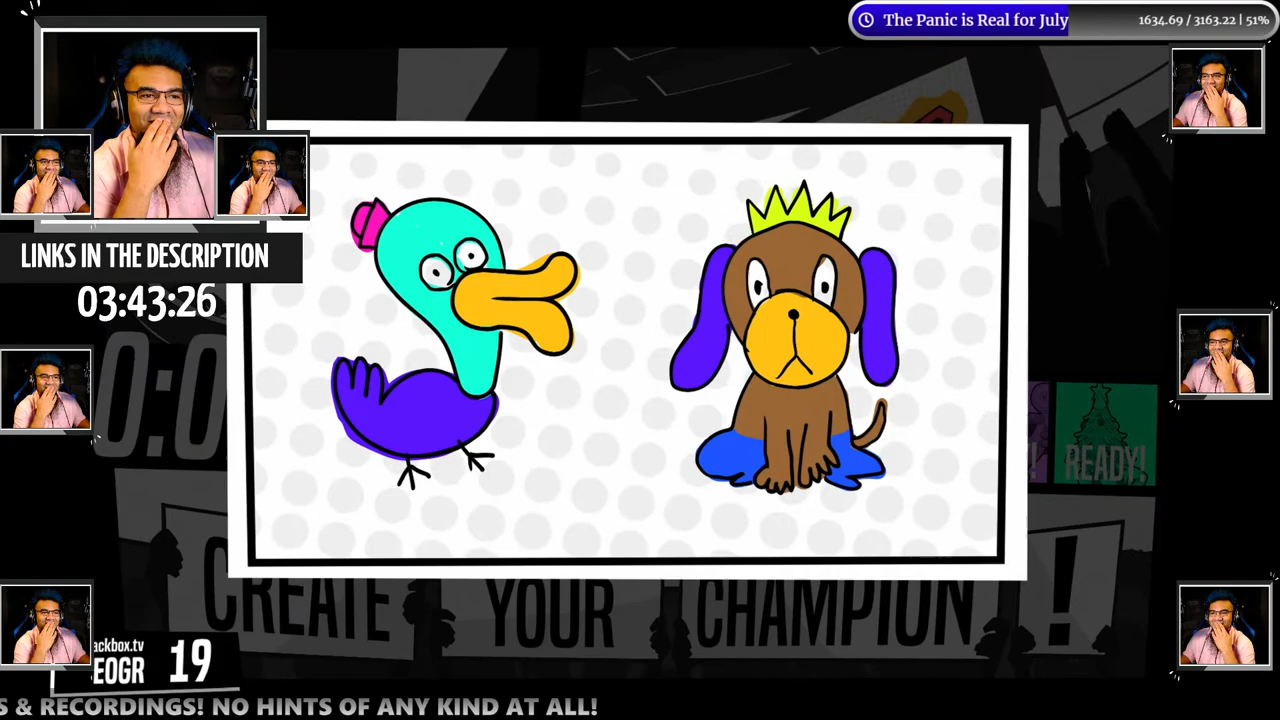 The Panic is Real for July
1634.69 / 3163.22 | 51%
LINKS IN THE DESCRIPTION
03:43:26
READY!
CREATE YOUR CHAMPION !
ackbox.tv
EOGR
19
S & RECORDINGS! NO HINTS OF ANY KIND AT ALL!